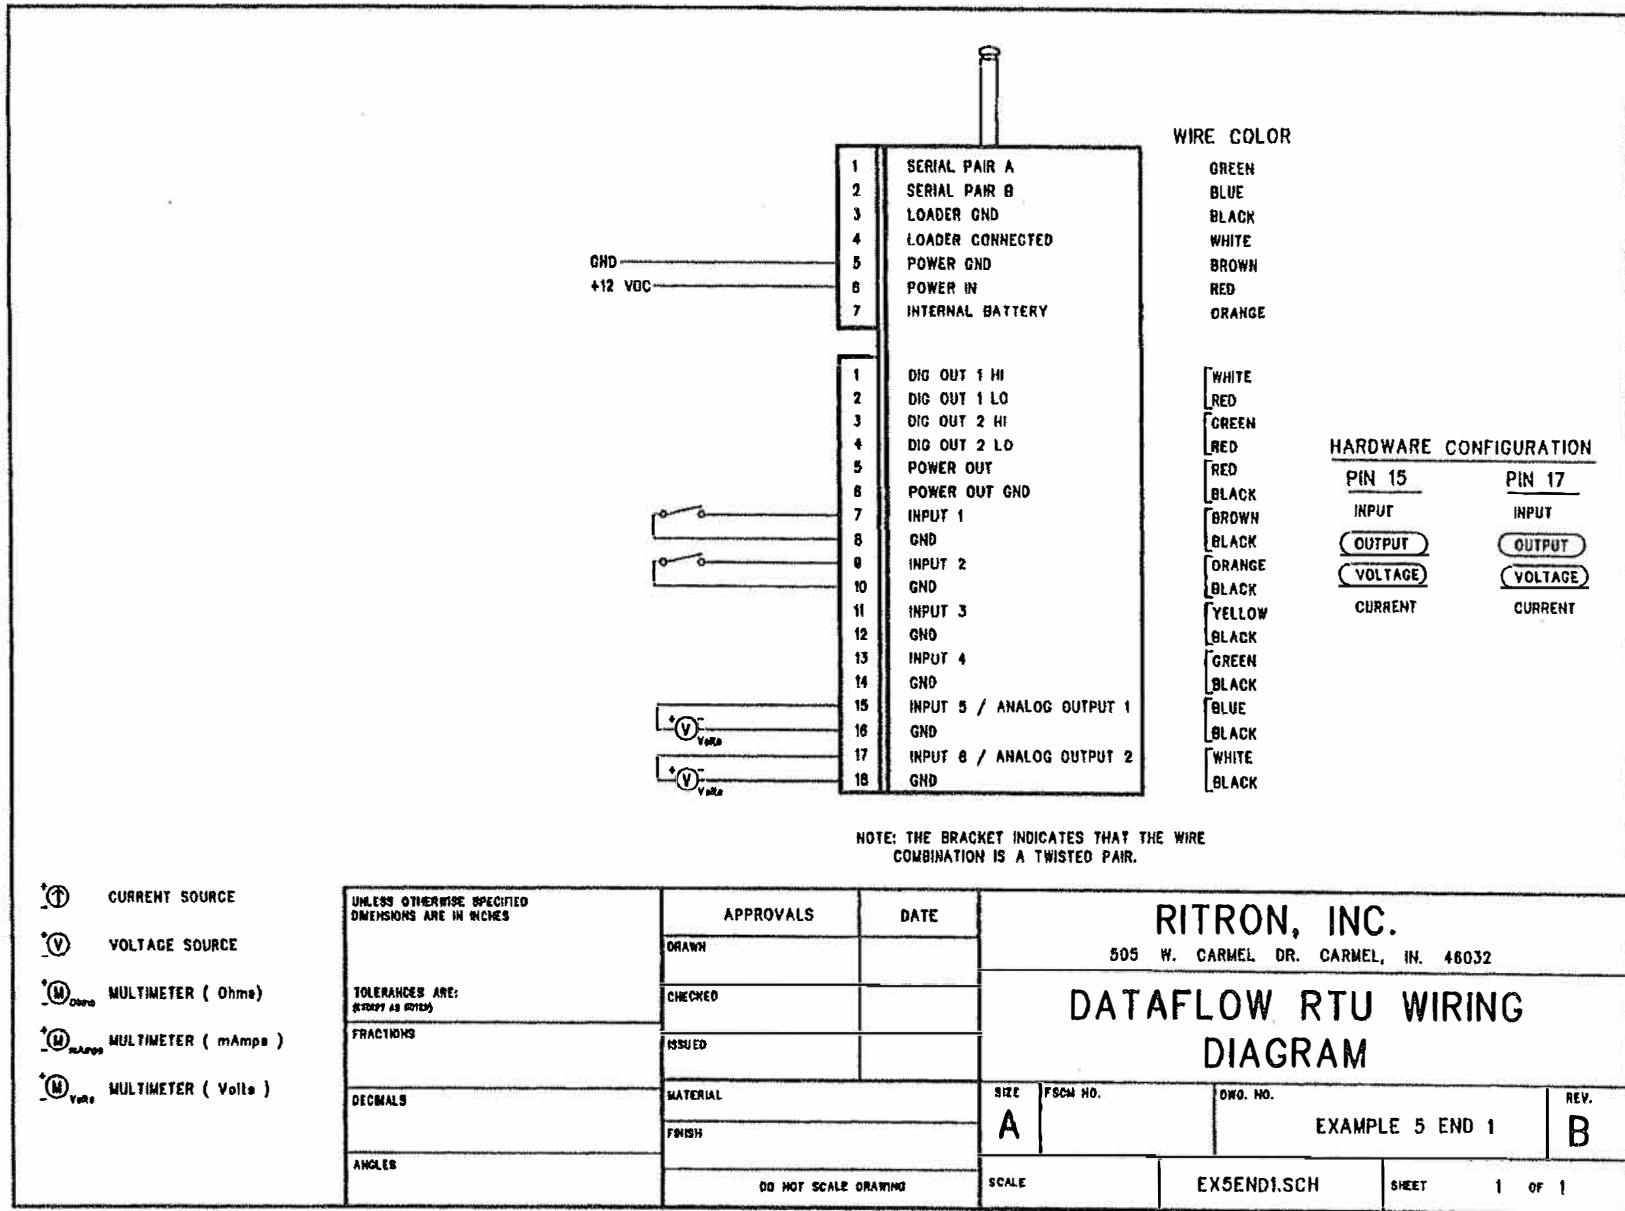 WIRE COLOR
1 SERIAL PAIR A GREEN
2 SERIAL PAIR B BLUE
3 LOADER GND BLACK
4 LOADER CONNECTED WHITE
GND 5 POWER GND BROWN
+12 VDC 6 POWER IN RED
7 INTERNAL BATTERY ORANGE
1 DIG OUT 1 HI WHITE
2 DIG OUT 1 LO RED
3 DIG OUT 2 HI GREEN
4 DIG OUT 2 LO RED
5 POWER OUT RED
6 POWER OUT GND BLACK
7 INPUT 1 BROWN
8 GND BLACK
9 INPUT 2 ORANGE
10 GND BLACK
11 INPUT 3 YELLOW
12 GND BLACK
13 INPUT 4 GREEN
14 GND BLACK
15 INPUT 5 / ANALOG OUTPUT 1 BLUE
+ V - Volts 16 GND BLACK
17 INPUT 6 / ANALOG OUTPUT 2 WHITE
+ V - Volts 18 GND BLACK
HARDWARE CONFIGURATION
PIN 15 PIN 17
INPUT INPUT
OUTPUT OUTPUT
VOLTAGE VOLTAGE
CURRENT CURRENT
NOTE: THE BRACKET INDICATES THAT THE WIRE
COMBINATION IS A TWISTED PAIR.
+ - CURRENT SOURCE
+ - V VOLTAGE SOURCE
+ - M Ohms MULTIMETER ( Ohms)
+ - M mAmps MULTIMETER ( mAmps )
+ - M Volts MULTIMETER ( Volts )
UNLESS OTHERWISE SPECIFIED
DIMENSIONS ARE IN INCHES
TOLERANCES ARE:
(EXCEPT AS NOTED)
FRACTIONS
DECIMALS
ANGLES
APPROVALS DATE
DRAWN
CHECKED
ISSUED
MATERIAL
FINISH
DO NOT SCALE DRAWING
RITRON, INC.
505 W. CARMEL DR. CARMEL, IN. 46032
DATAFLOW RTU WIRING
DIAGRAM
SIZE FSCM NO. DWG. NO. REV.
A EXAMPLE 5 END 1 B
SCALE EX5END1.SCH SHEET 1 OF 1